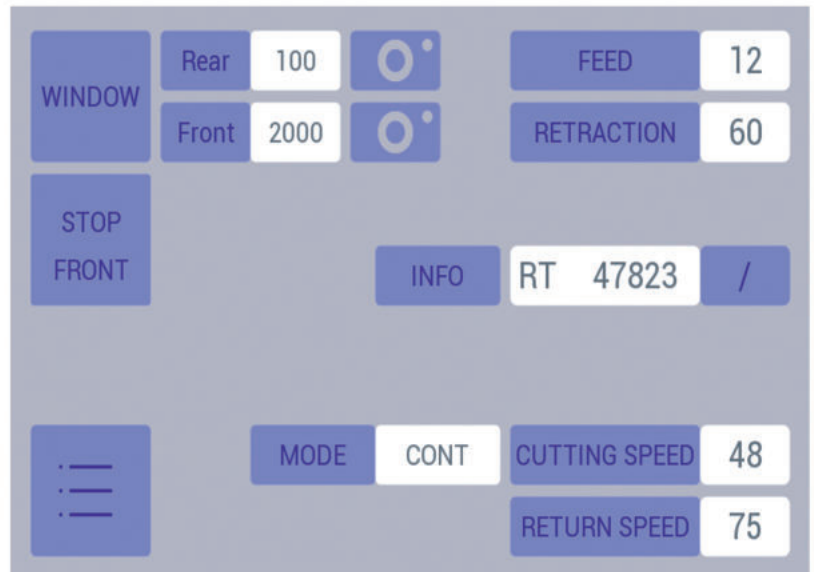 WINDOW
Rear 100
Front 2000
FEED 12
RETRACTION 60
STOP
FRONT
INFO RT 47823 /
MODE CONT CUTTING SPEED 48
RETURN SPEED 75